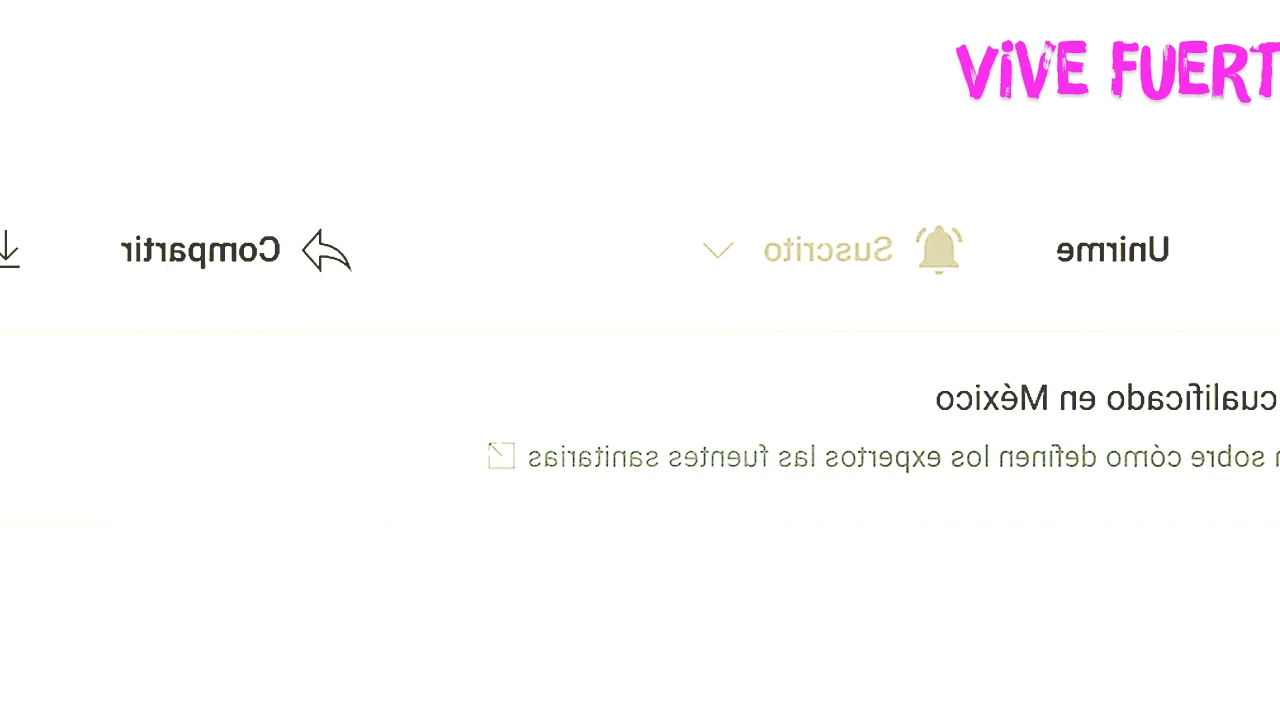 VIVE FUERT
Unirme Suscrito Compartir
cualificado en México
sobre cómo definen los expertos las fuentes sanitarias